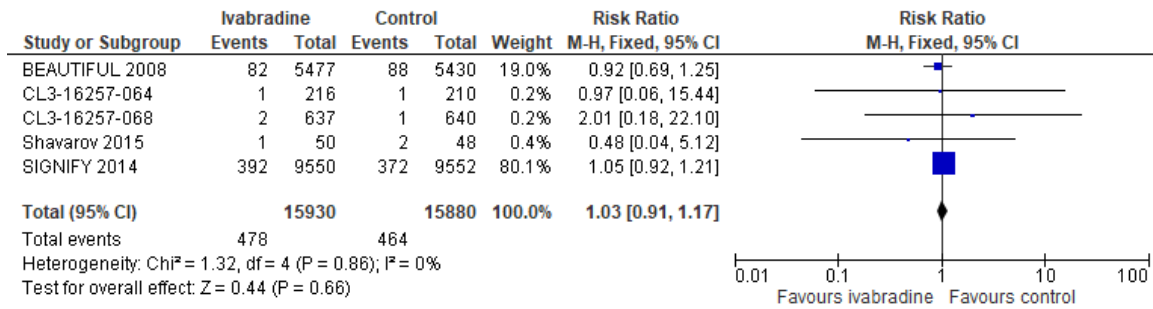 Ivabradine Control Risk Ratio Risk Ratio
Study or Subgroup Events Total Events Total Weight M-H, Fixed, 95% CI M-H, Fixed, 95% CI
BEAUTIFUL 2008 82 5477 88 5430 19.0% 0.92 [0.69, 1.25]
CL3-16257-064 1 216 1 210 0.2% 0.97 [0.06, 15.44]
CL3-16257-068 2 637 1 640 0.2% 2.01 [0.18, 22.10]
Shavarov 2015 1 50 2 48 0.4% 0.48 [0.04, 5.12]
SIGNIFY 2014 392 9550 372 9552 80.1% 1.05 [0.92, 1.21]
Total (95% CI) 15930 15880 100.0% 1.03 [0.91, 1.17]
Total events 478 464
Heterogeneity: Chi² = 1.32, df = 4 (P = 0.86); I² = 0%
Test for overall effect: Z = 0.44 (P = 0.66)
0.01 0.1 1 10 100
Favours ivabradine Favours control